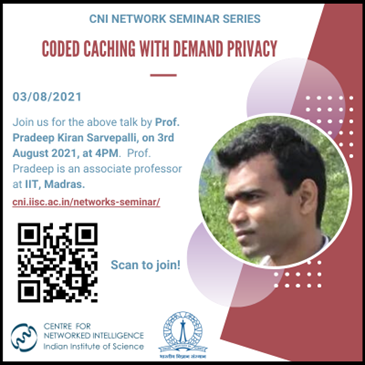 CNI NETWORK SEMINAR SERIES
CODED CACHING WITH DEMAND PRIVACY
03/08/2021
Join us for the above talk by Prof.
Pradeep Kiran Sarvepalli, on 3rd
August 2021, at 4PM. Prof.
Pradeep is an associate professor
at IIT, Madras.
cni.iisc.ac.in/networks-seminar/
Scan to join!
CENTRE FOR
NETWORKED INTELLIGENCE
Indian Institute of Science
भारतीय विज्ञान संस्थान